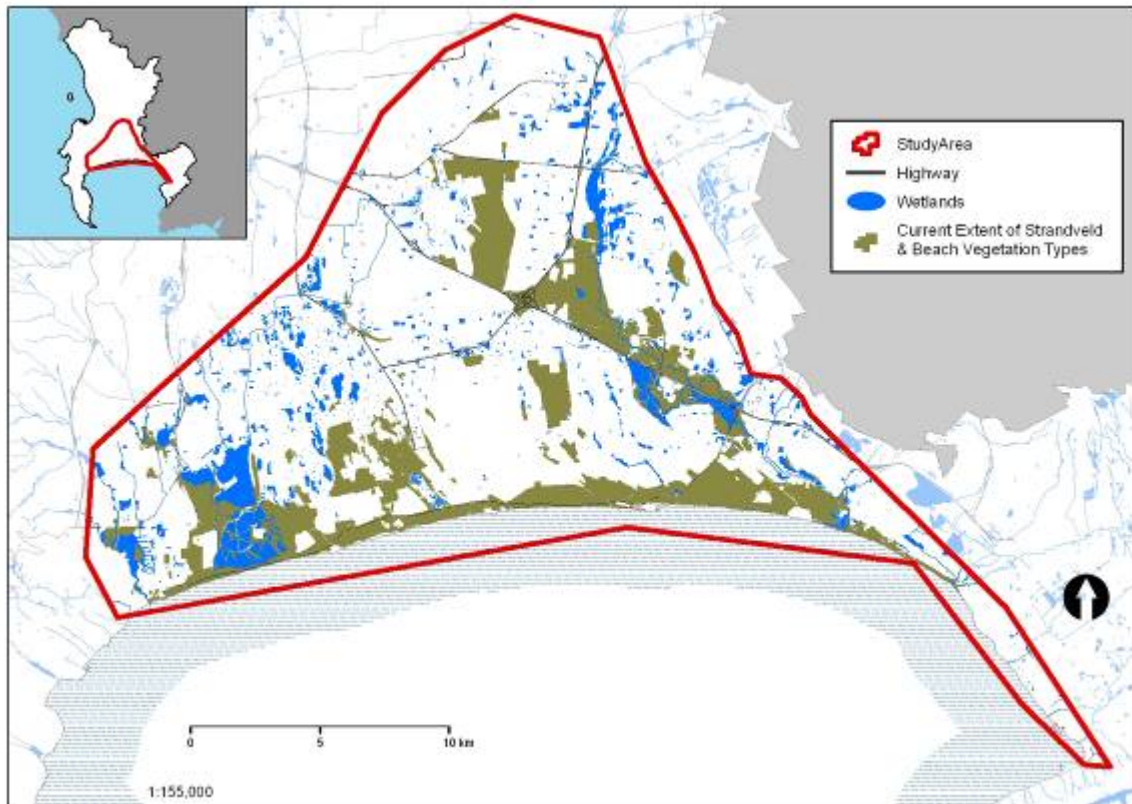 StudyArea
Highway
Wetlands
Current Extent of Strandveld
& Beach Vegetation Types
0
5
10 km
1:155,000